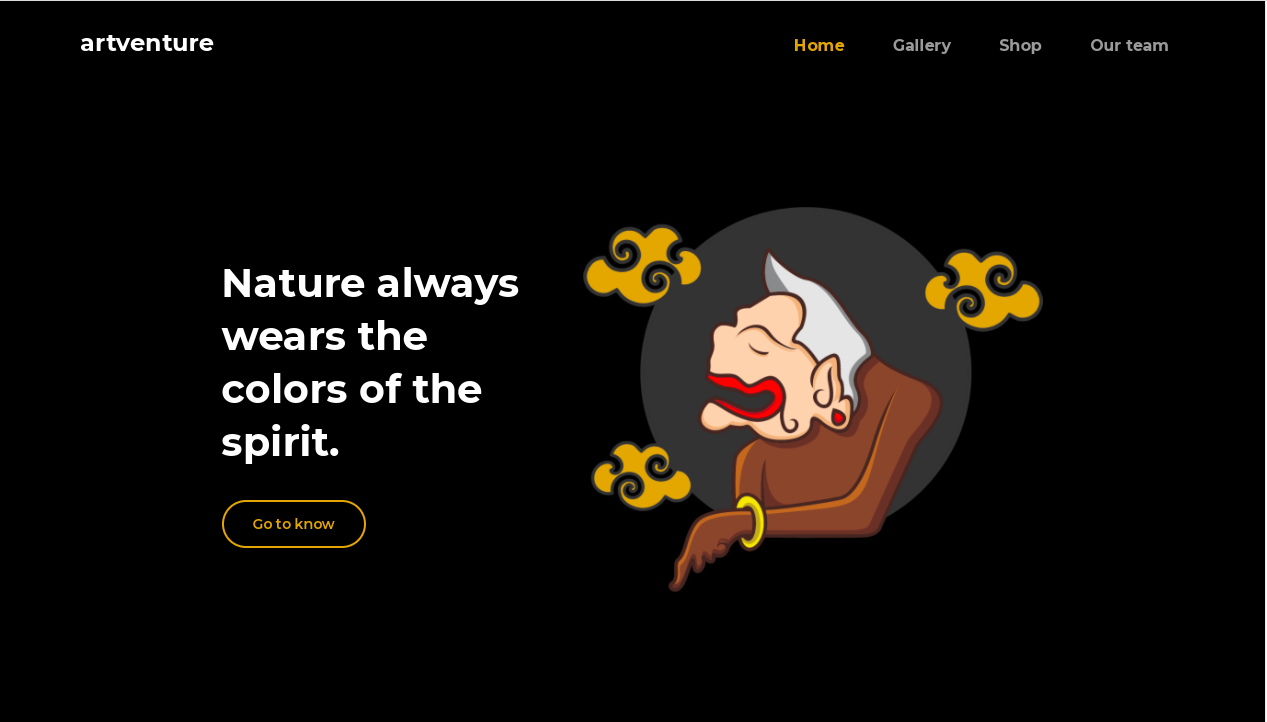 artventure
Home
Gallery
Shop
Our team
Nature always
wears the
colors of the
spirit.
Go to know